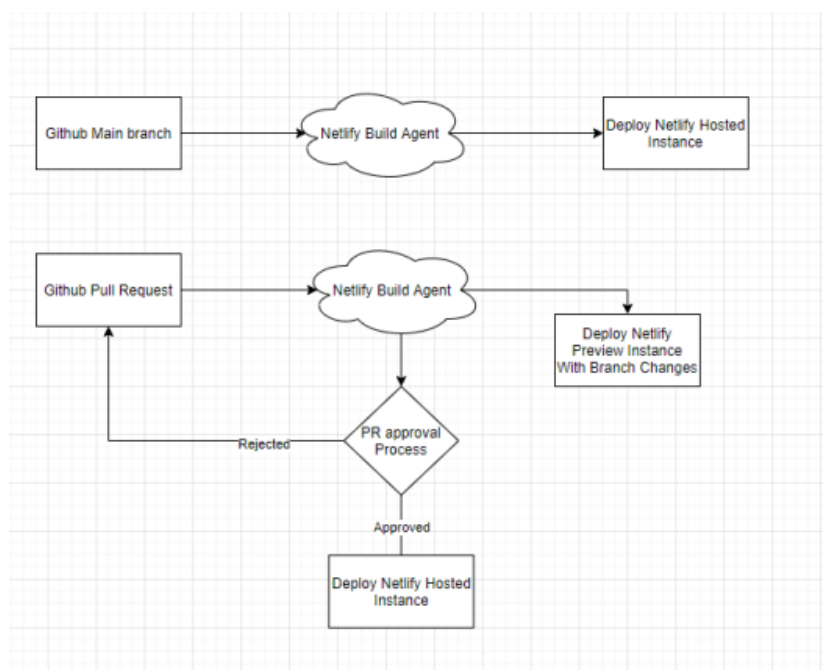 Github Main branch
Netlify Build Agent
Deploy Netlify Hosted
Instance
Github Pull Request
Netlify Build Agent
Deploy Netlify
Preview Instance
With Branch Changes
PR approval
Process
Rejected
Approved
Deploy Netlify Hosted
Instance